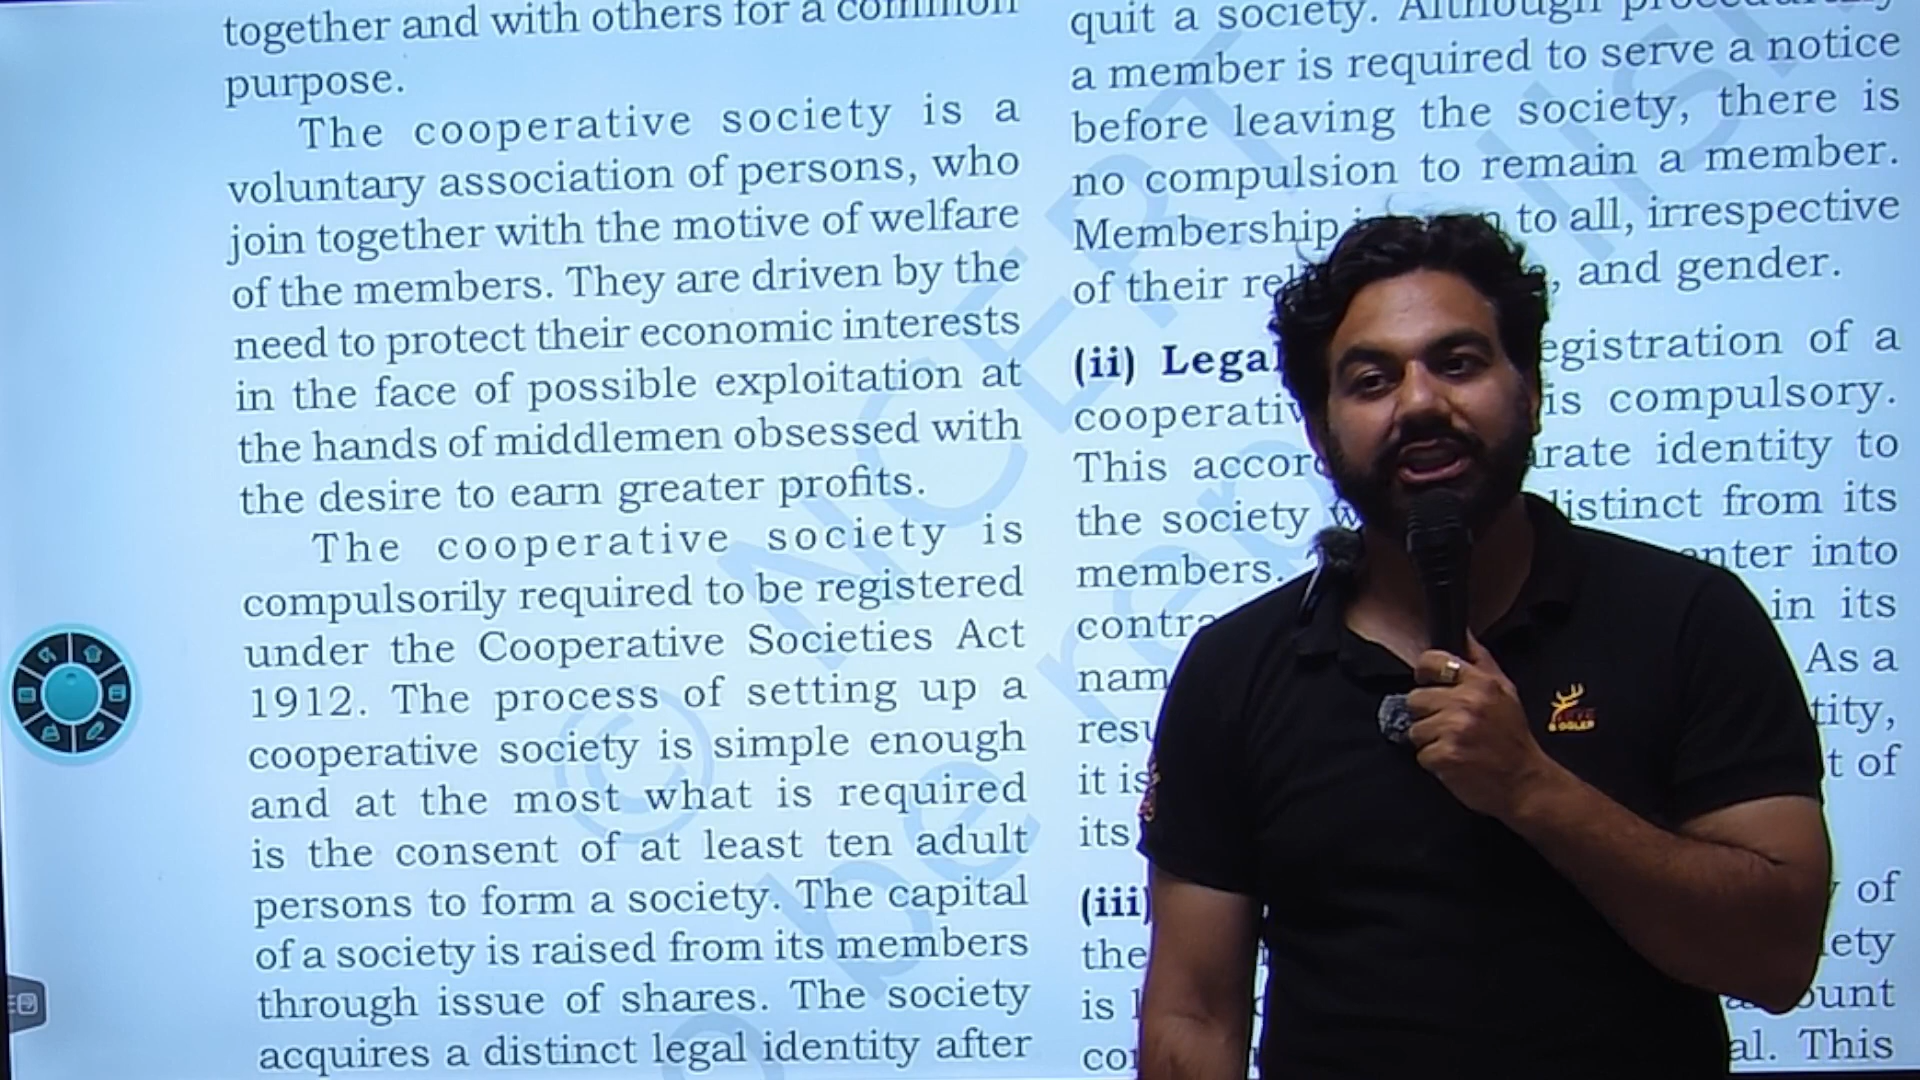 together and with others for a common
purpose.
The cooperative society is a
voluntary association of persons, who
join together with the motive of welfare
of the members. They are driven by the
need to protect their economic interests
in the face of possible exploitation at
the hands of middlemen obsessed with
the desire to earn greater profits.
The cooperative society is
compulsorily required to be registered
under the Cooperative Societies Act
1912. The process of setting up a
cooperative society is simple enough
and at the most what is required
is the consent of at least ten adult
persons to form a society. The capital
of a society is raised from its members
through issue of shares. The society
acquires a distinct legal identity after
quit a society. Although
a member is required to serve a notice
before leaving the society, there is
no compulsion to remain a member.
Membership to all, irrespective
of their , and gender.
(ii) Legal egistration of a
cooperativ is compulsory.
This accor rate identity to
the society distinct from its
members. enter into
contra in its
nam As a
resu tity,
it is t of
its
(iii) of
the iety
is ount
co al. This
© NCERT
be rep